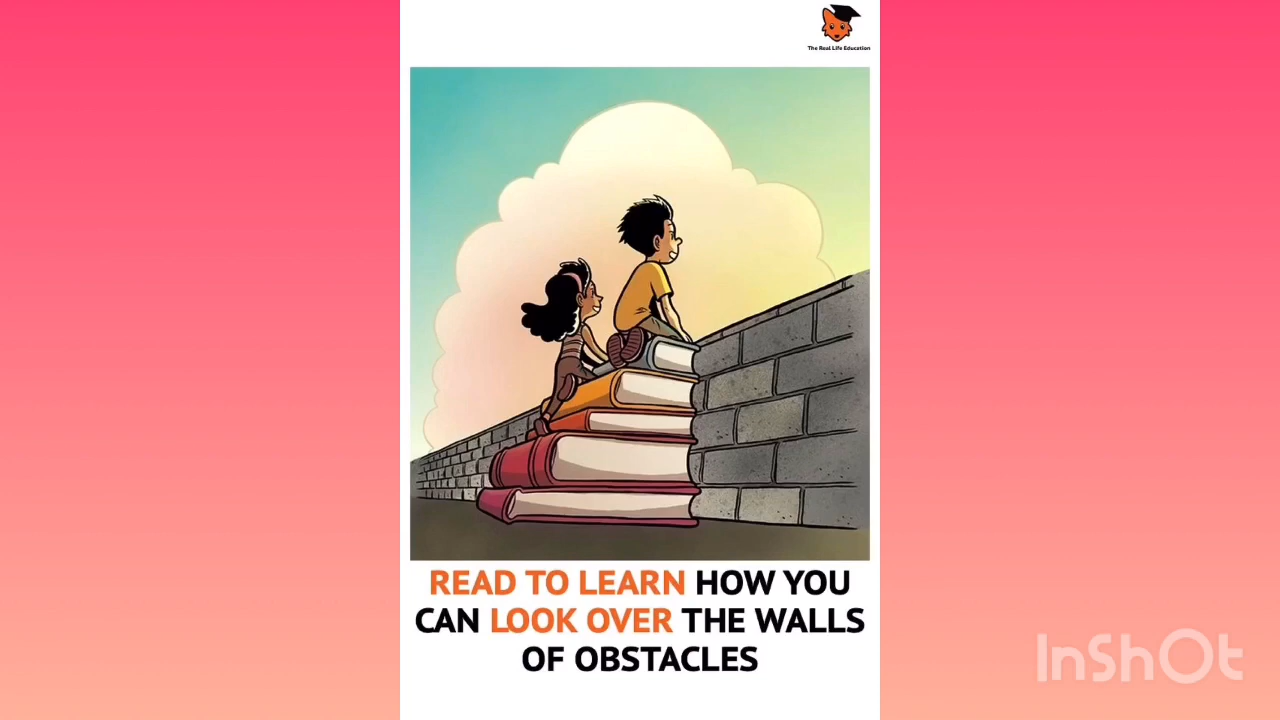 The Real Life Education
READ TO LEARN HOW YOU
CAN LOOK OVER THE WALLS
OF OBSTACLES
InShOt